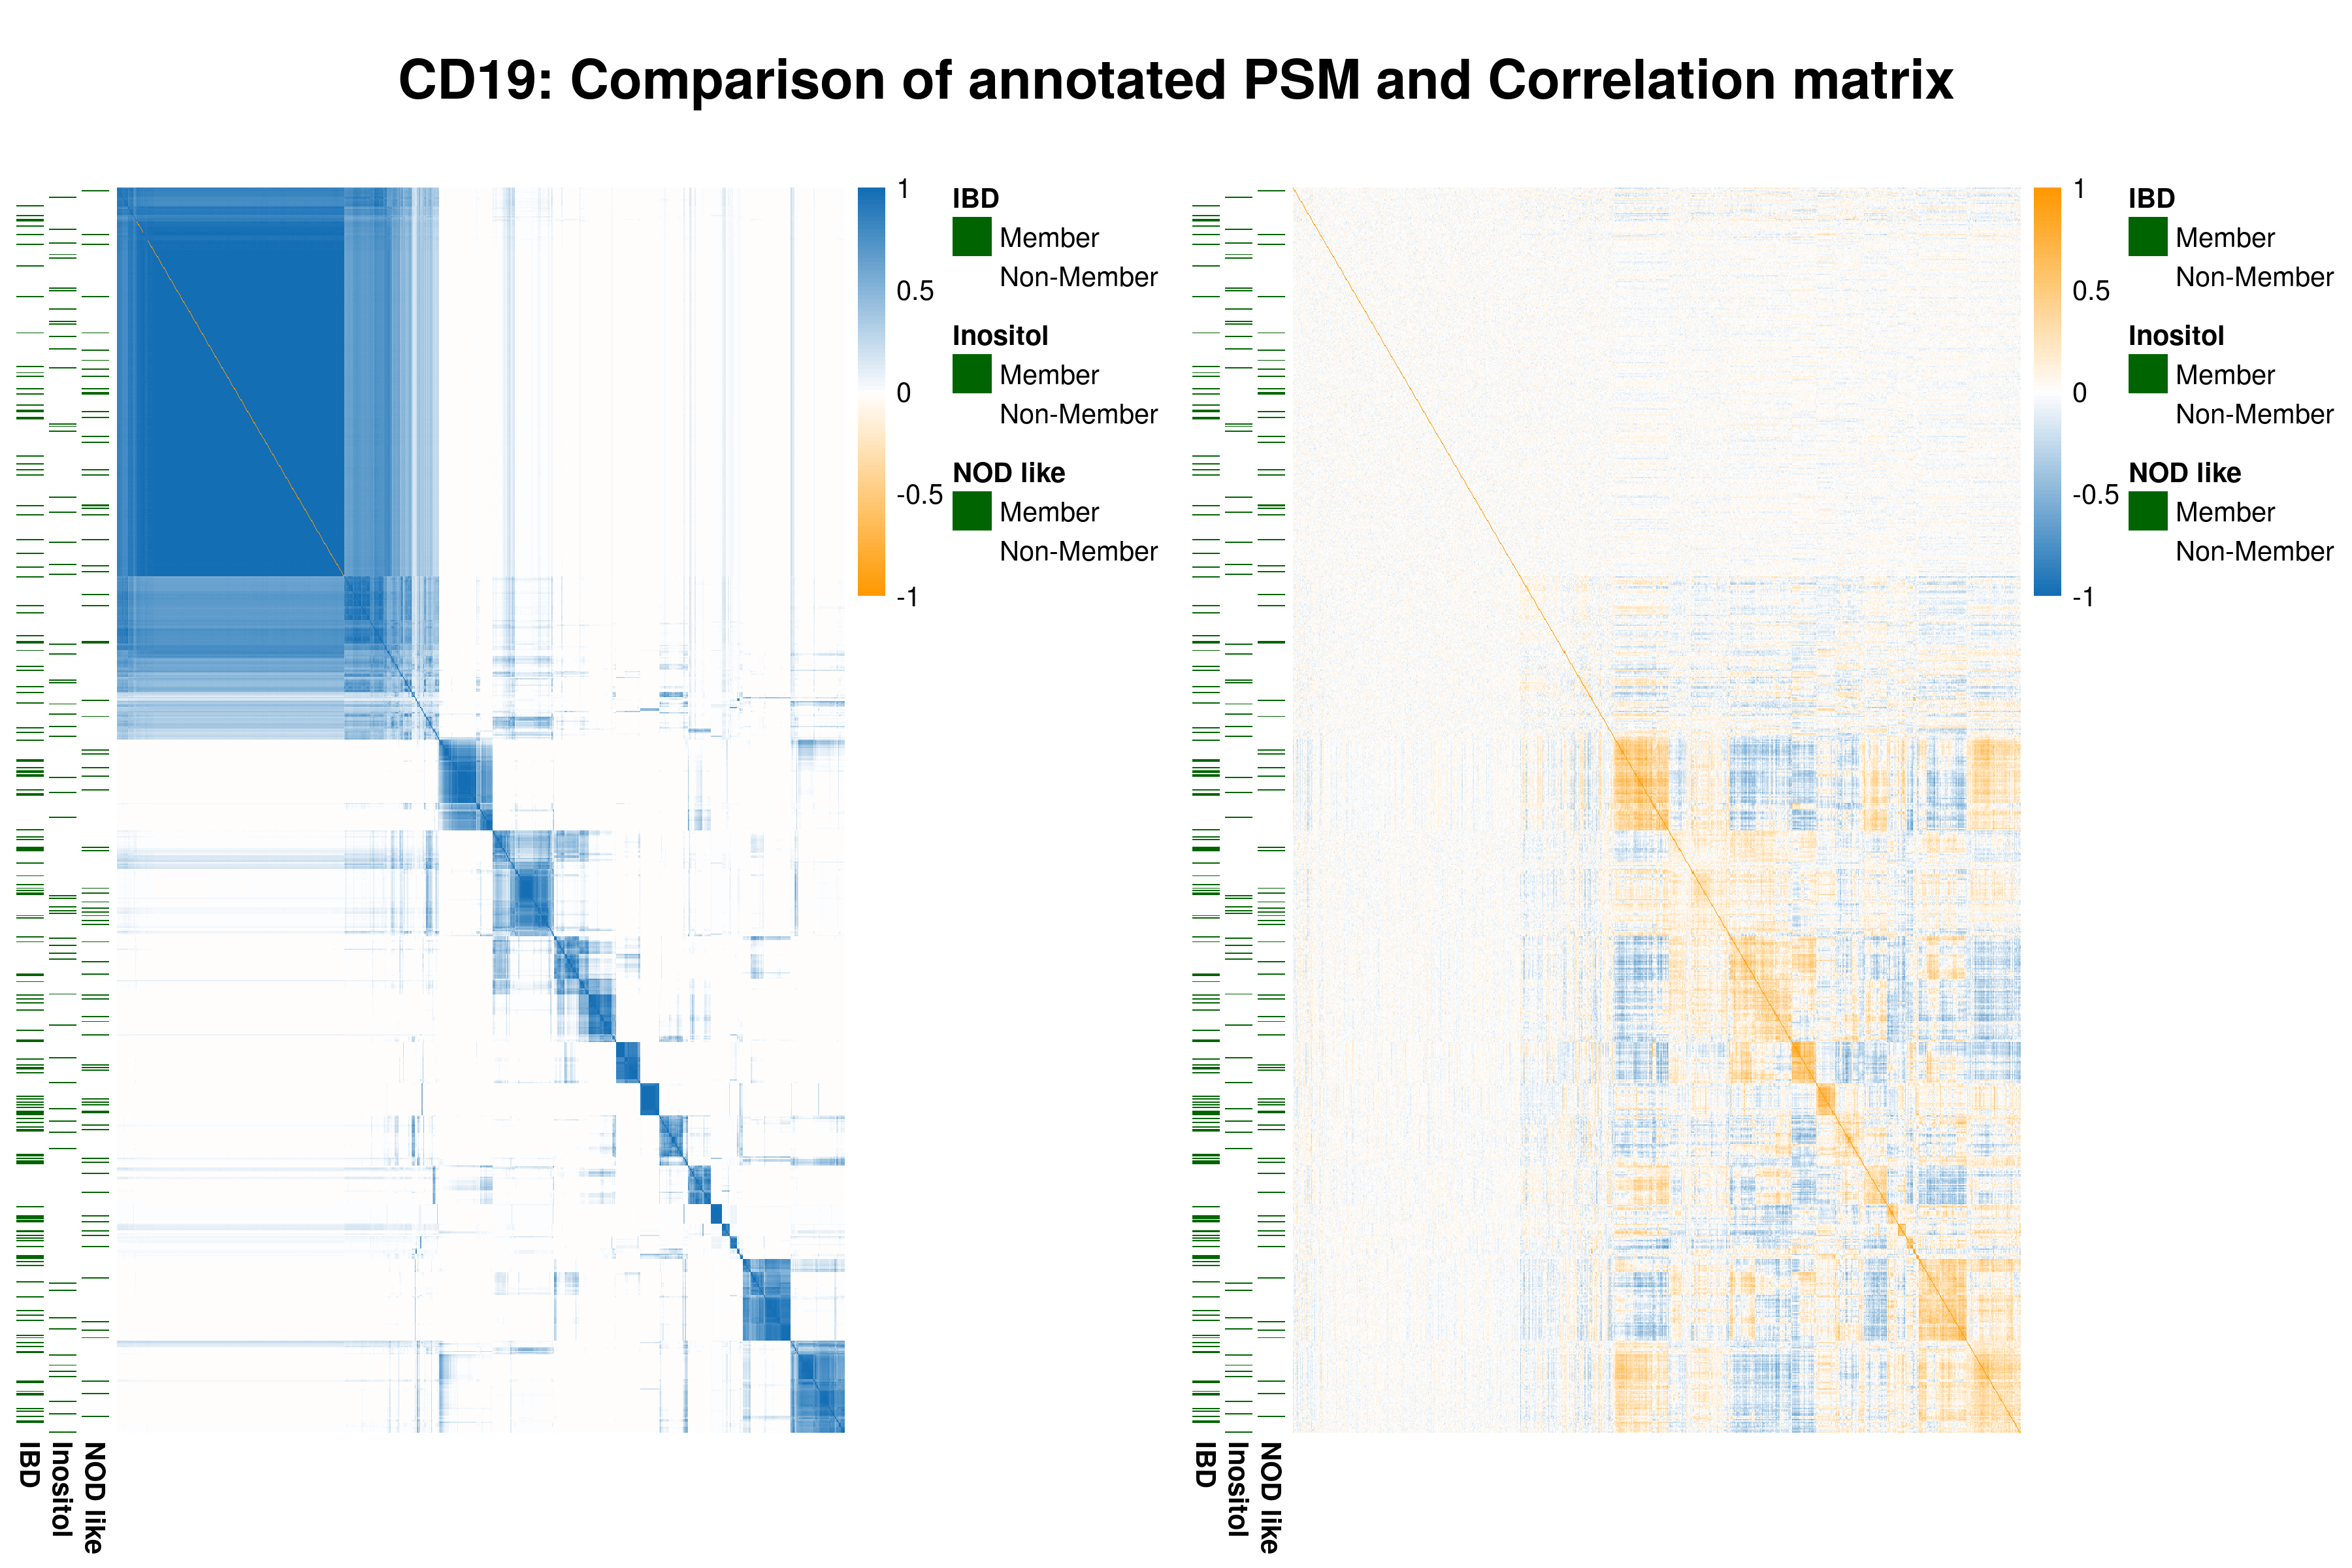 CD19: Comparison of annotated PSM and Correlation matrix
1
0.5
0
-0.5
-1
IBD
Member
Non-Member
Inositol
Member
Non-Member
NOD like
Member
Non-Member
IBD
Inositol
NOD like
1
0.5
0
-0.5
-1
IBD
Member
Non-Member
Inositol
Member
Non-Member
NOD like
Member
Non-Member
IBD
Inositol
NOD like